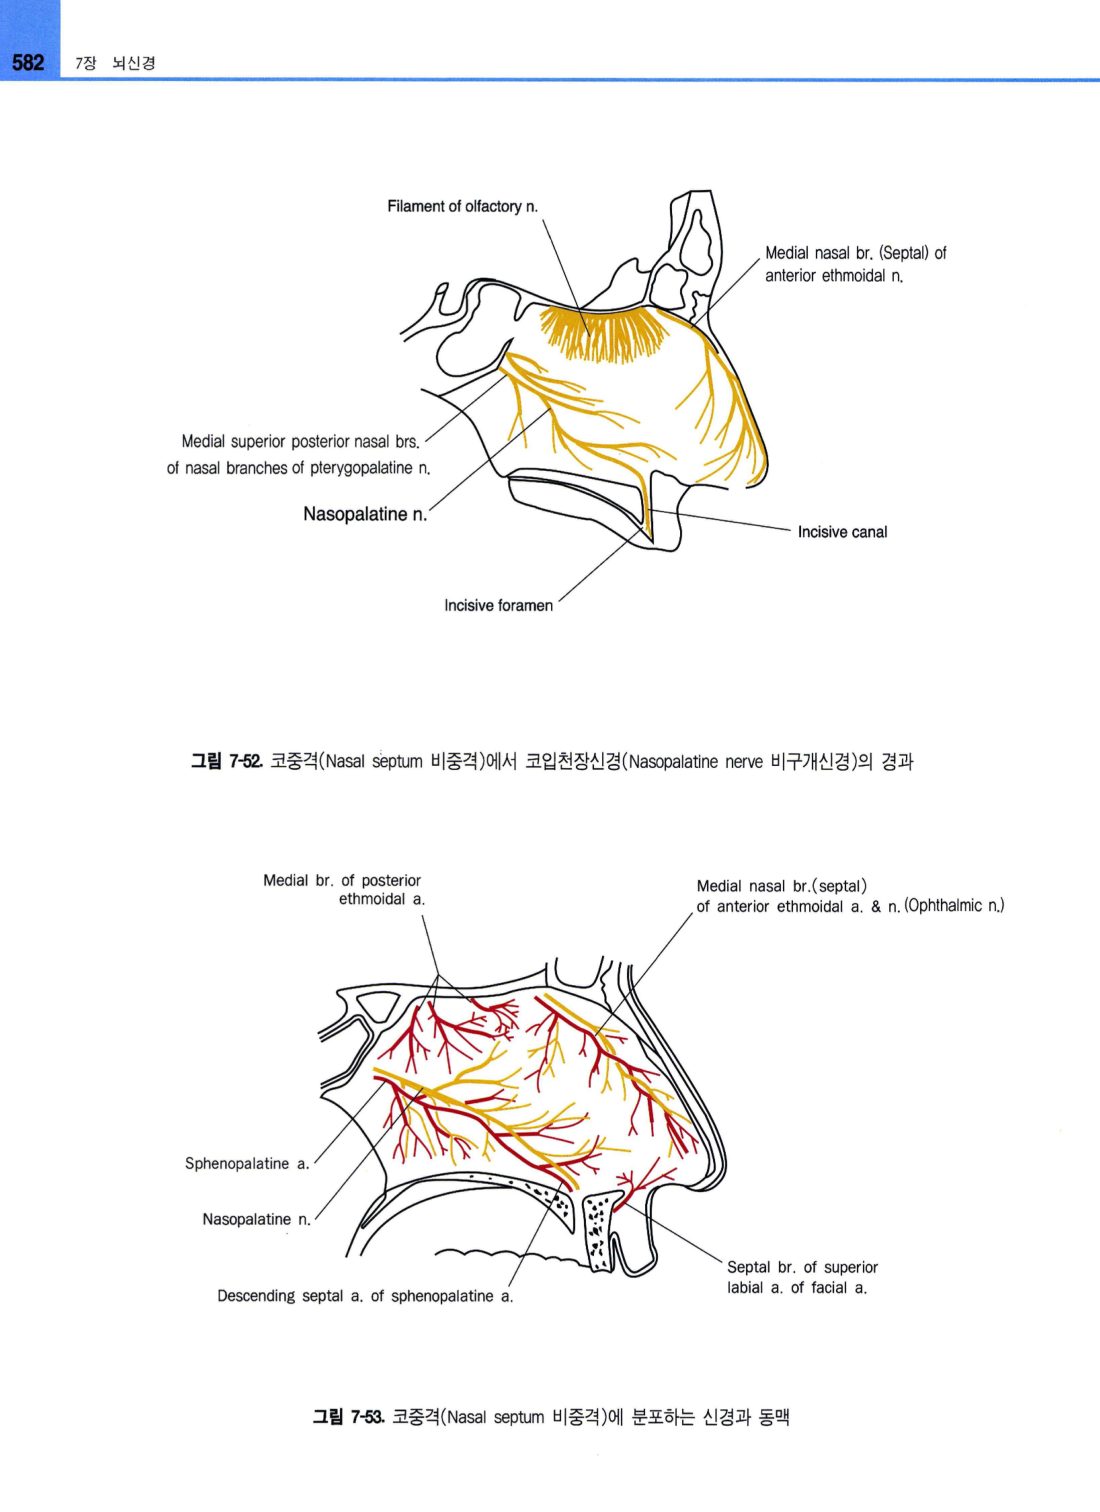 582 7장 뇌신경
Filament of olfactory n.
Medial nasal br. (Septal) of
anterior ethmoidal n.
Medial superior posterior nasal brs.
of nasal branches of pterygopalatine n.
Nasopalatine n.
Incisive canal
Incisive foramen
그림 7-52. 코중격(Nasal septum 비중격)에서 코입천장신경(Nasopalatine nerve 비구개신경)의 경과
Medial br. of posterior
ethmoidal a.
Medial nasal br.(septal)
of anterior ethmoidal a. & n. (Ophthalmic n.)
Sphenopalatine a.
Nasopalatine n.
Descending septal a. of sphenopalatine a.
Septal br. of superior
labial a. of facial a.
그림 7-53. 코중격(Nasal septum 비중격)에 분포하는 신경과 동맥